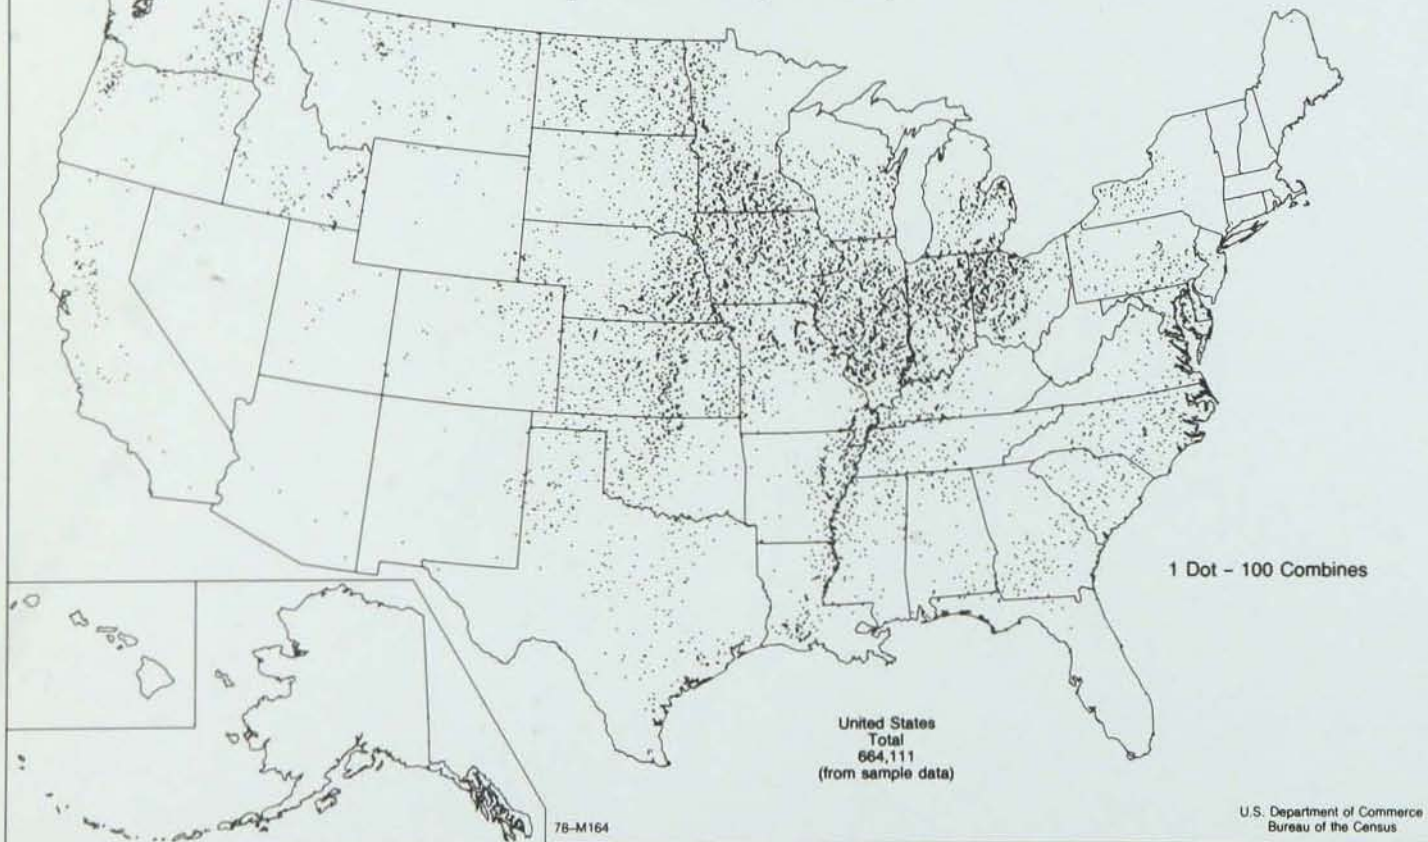 1 Dot – 100 Combines
United States
Total
664,111
(from sample data)
78–M164
U.S. Department of Commerce
Bureau of the Census